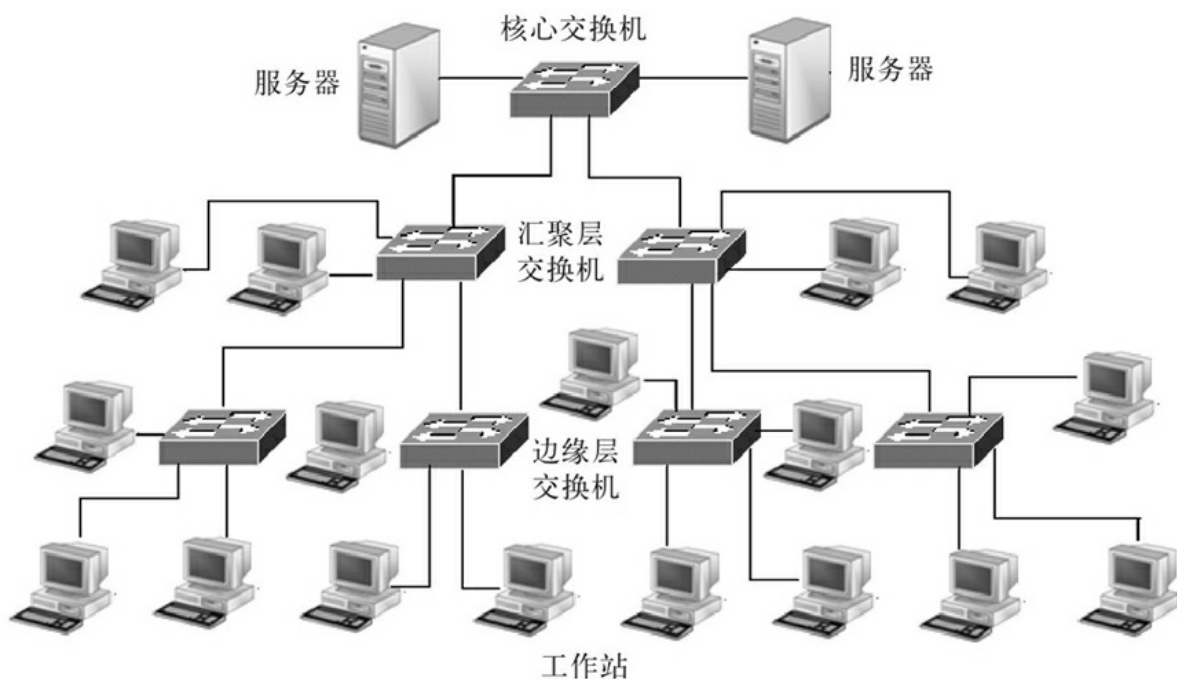 核心交换机
服务器
服务器
汇聚层
交换机
边缘层
交换机
工作站